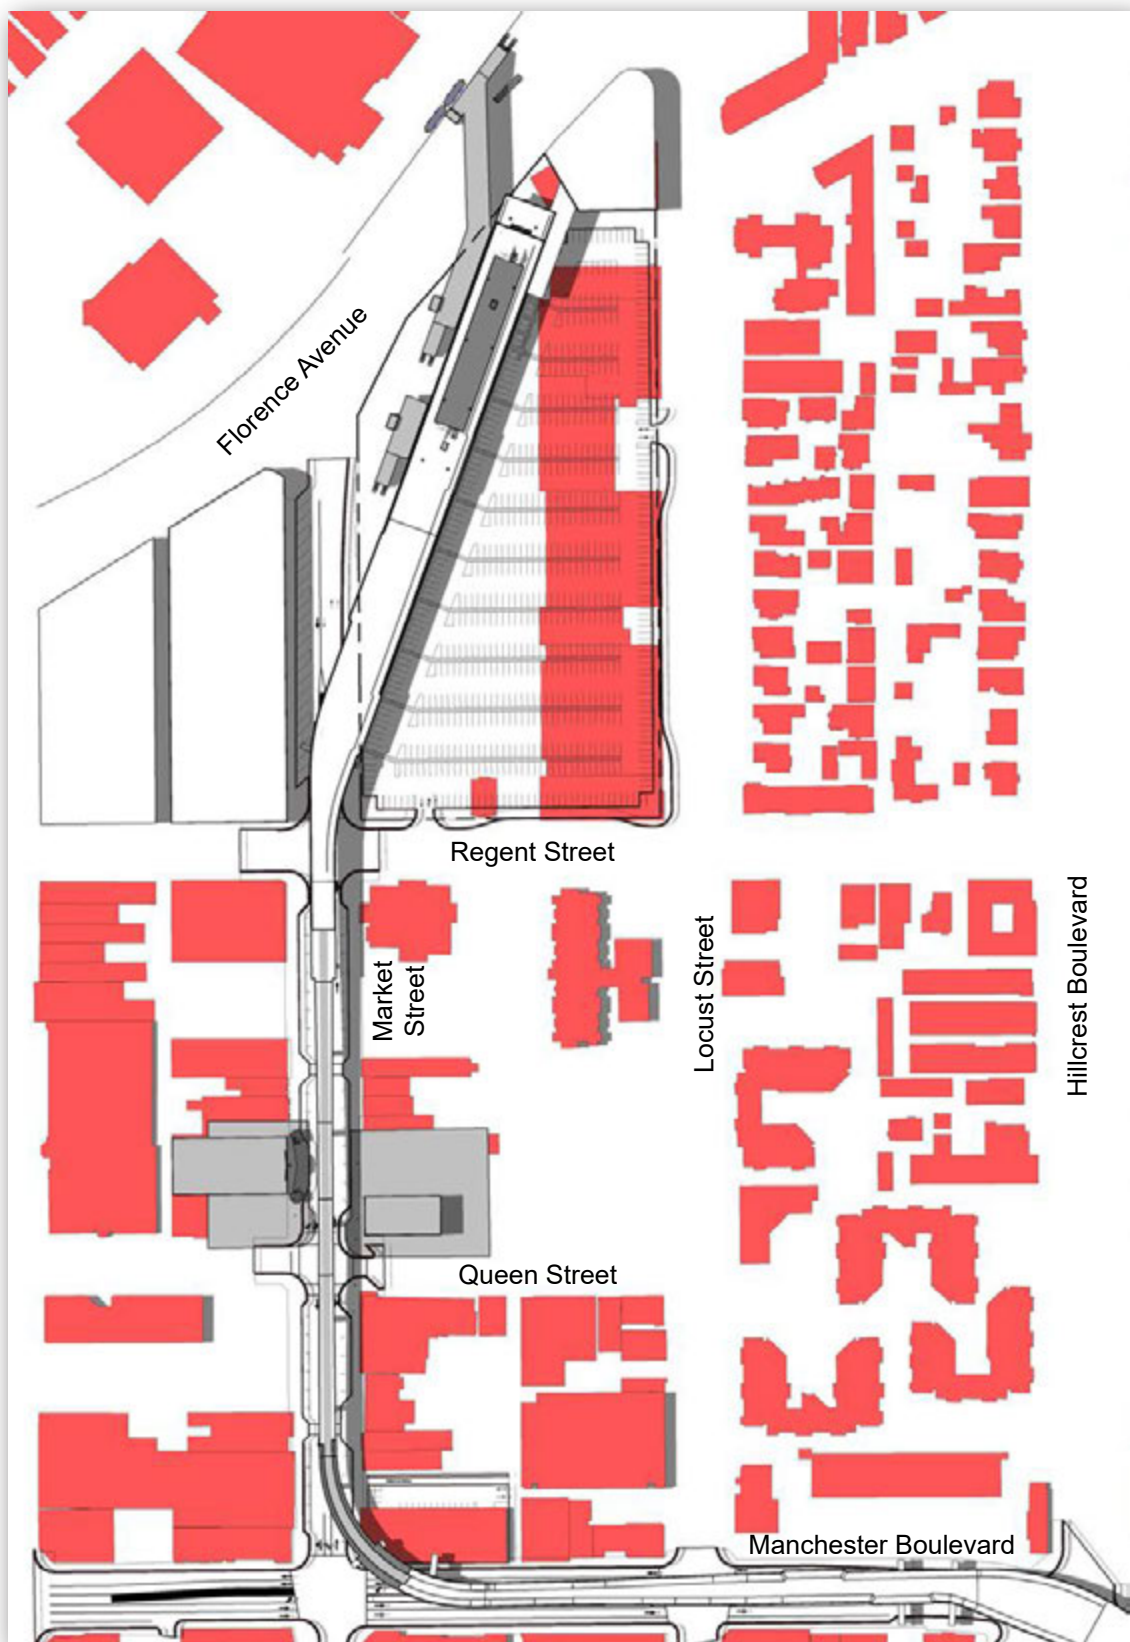 Florence Avenue
Regent Street
Market
Street
Locust Street
Hillcrest Boulevard
Queen Street
Manchester Boulevard